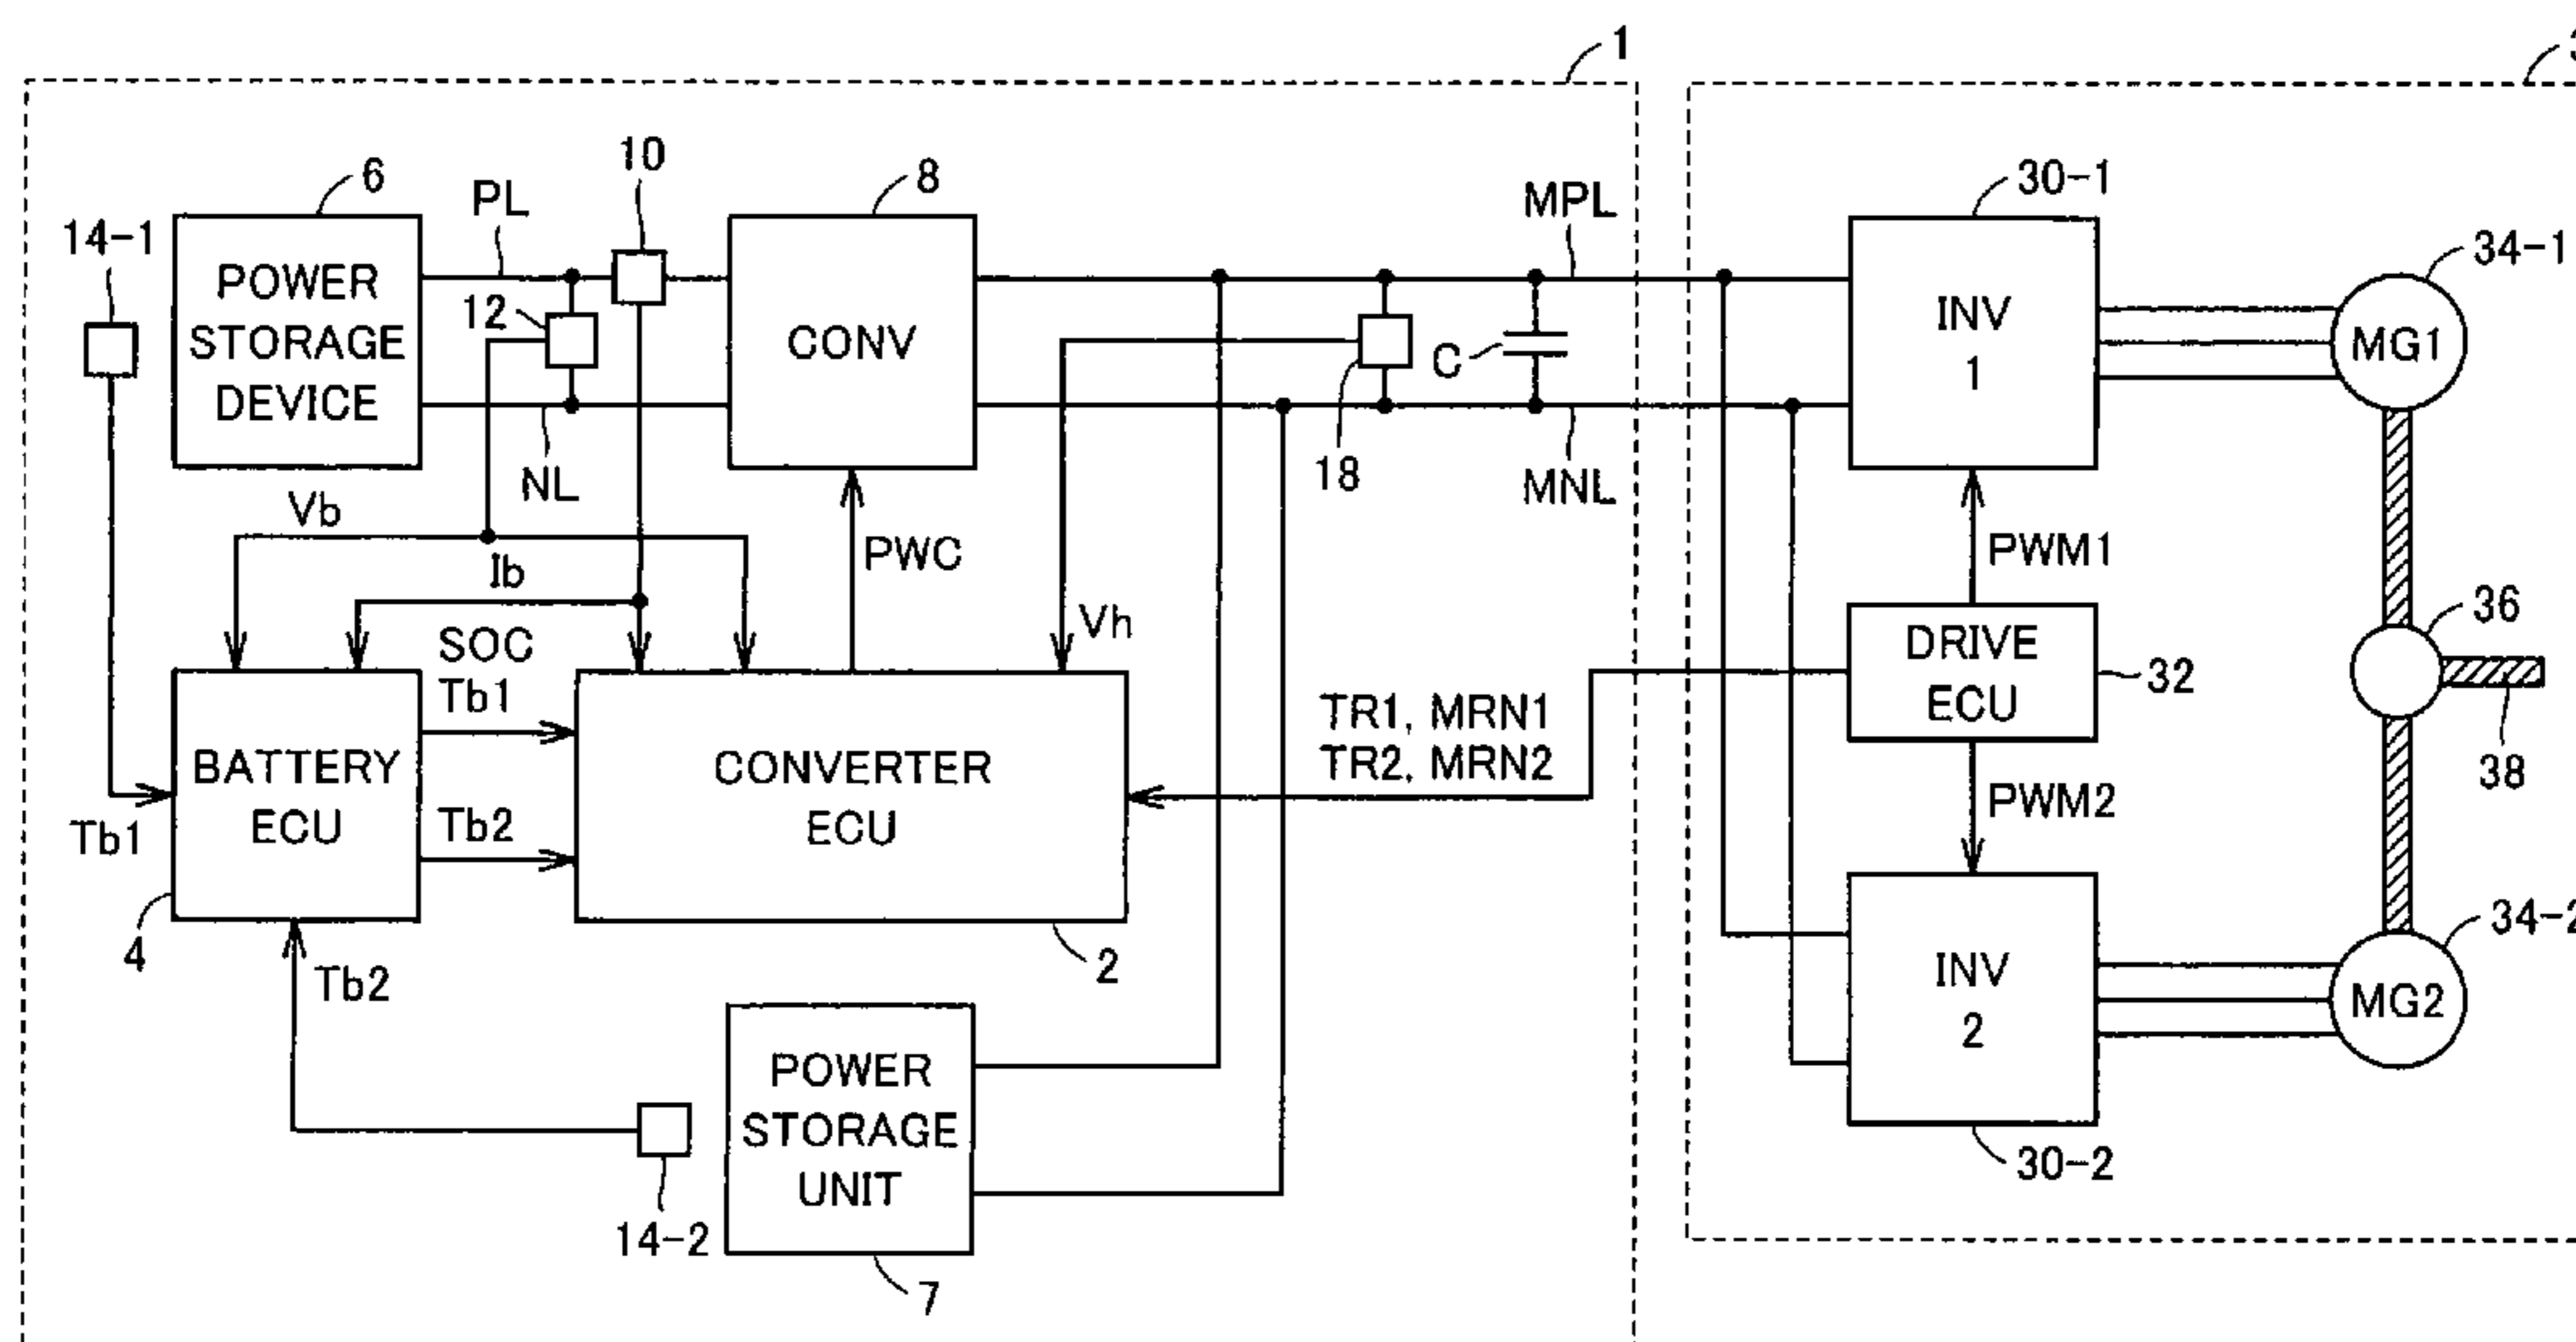 1
3
6
PL
10
8
MPL
30-1
34-1
14-1
POWER
STORAGE
DEVICE
12
CONV
C
INV
1
MG1
NL
18
MNL
Vb
Ib
PWC
Vh
PWM1
36
SOC
Tb1
DRIVE
ECU
32
38
TR1, MRN1
TR2, MRN2
BATTERY
ECU
Tb1
Tb2
CONVERTER
ECU
PWM2
4
2
Tb2
34-2
INV
2
MG2
POWER
STORAGE
UNIT
14-2
30-2
7